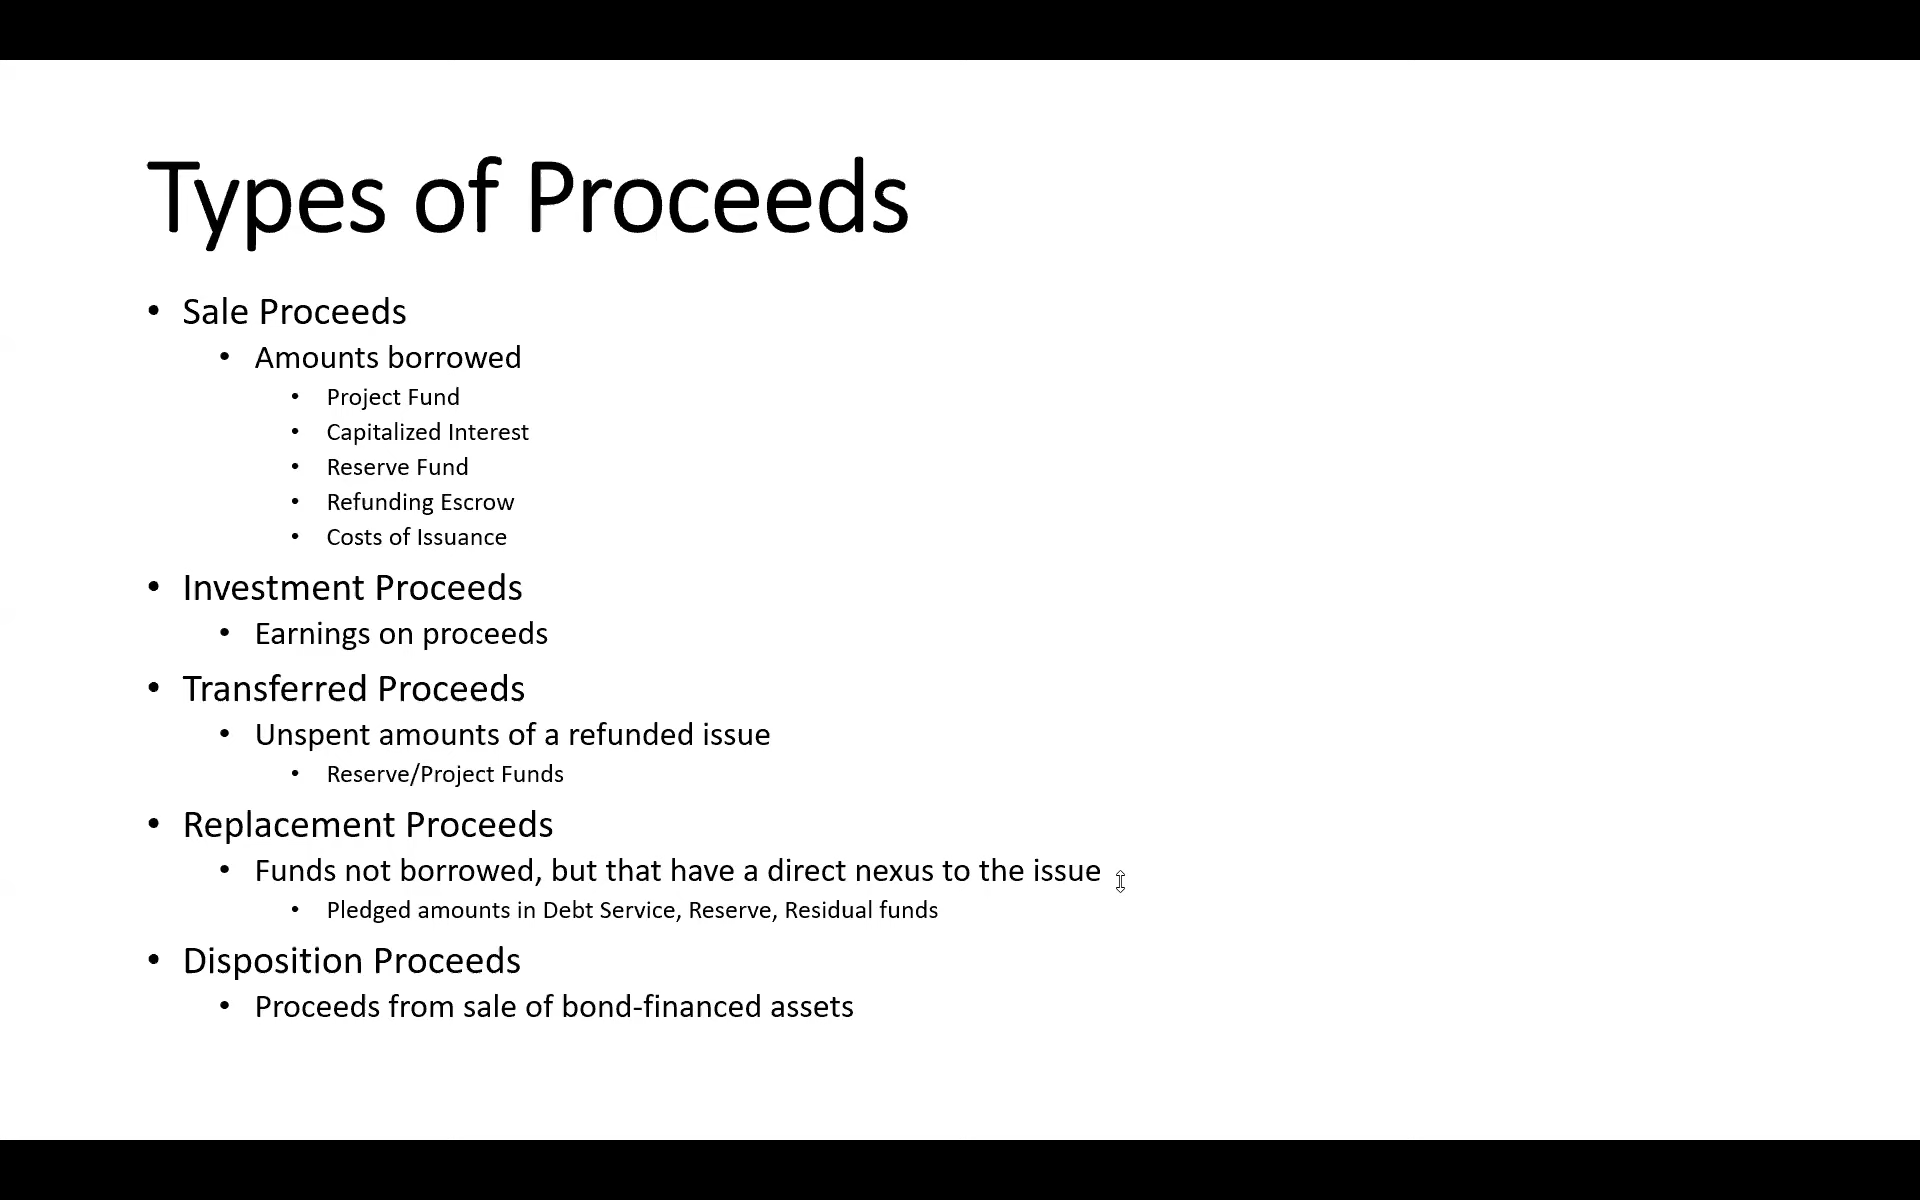 Types of Proceeds
• Sale Proceeds
• Amounts borrowed
• Project Fund
• Capitalized Interest
• Reserve Fund
• Refunding Escrow
• Costs of Issuance
• Investment Proceeds
• Earnings on proceeds
• Transferred Proceeds
• Unspent amounts of a refunded issue
• Reserve/Project Funds
• Replacement Proceeds
• Funds not borrowed, but that have a direct nexus to the issue
• Pledged amounts in Debt Service, Reserve, Residual funds
• Disposition Proceeds
• Proceeds from sale of bond-financed assets